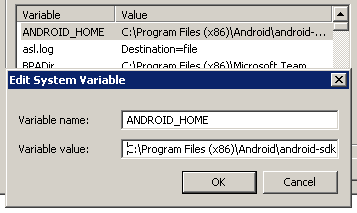 Variable Value
ANDROID_HOME C:\Program Files (x86)\Android\android-...
asl.log Destination=file
BPADir C:\Program Files (x86)\Microsoft Team
Edit System Variable
Variable name: ANDROID_HOME
Variable value: C:\Program Files (x86)\Android\android-sdk
OK Cancel